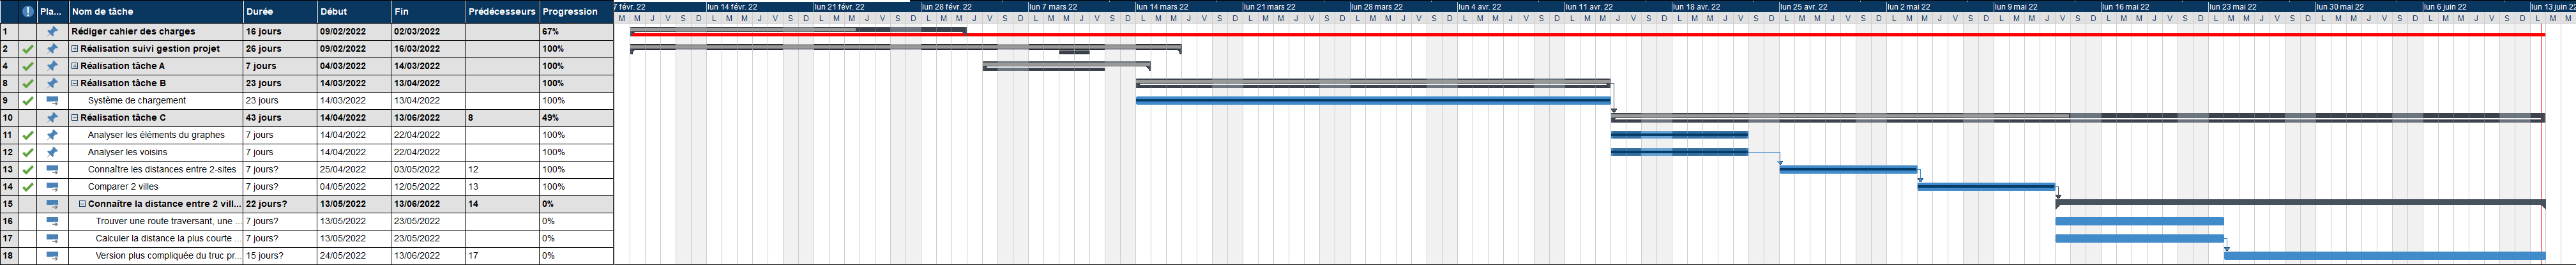 Pla... Nom de tâche Durée Début Fin Prédécesseurs Progression
7 févr. 22 lun 14 févr. 22 lun 21 févr. 22 lun 28 févr. 22 lun 7 mars 22 lun 14 mars 22 lun 21 mars 22 lun 28 mars 22 lun 4 avr. 22 lun 11 avr. 22 lun 18 avr. 22 lun 25 avr. 22 lun 2 mai 22 lun 9 mai 22 lun 16 mai 22 lun 23 mai 22 lun 30 mai 22 lun 6 juin 22 lun 13 juin 22
M M J V S D L M M J V S D L M M J V S D L M M J V S D L M M J V S D L M M J V S D L M M J V S D L M M J V S D L M M J V S D L M M J V S D L M M J V S D L M M J V S D L M M J V S D L M M J V S D L M M J V S D L M M J V S D L M M J V S D L M M J V S D L M M
1 Rédiger cahier des charges 16 jours 09/02/2022 02/03/2022 67%
2 Réalisation suivi gestion projet 26 jours 09/02/2022 16/03/2022 100%
4 Réalisation tâche A 7 jours 04/03/2022 14/03/2022 100%
8 Réalisation tâche B 23 jours 14/03/2022 13/04/2022 100%
9 Système de chargement 23 jours 14/03/2022 13/04/2022 100%
10 Réalisation tâche C 43 jours 14/04/2022 13/06/2022 8 49%
11 Analyser les éléments du graphes 7 jours 14/04/2022 22/04/2022 100%
12 Analyser les voisins 7 jours 14/04/2022 22/04/2022 100%
13 Connaître les distances entre 2-sites 7 jours? 25/04/2022 03/05/2022 12 100%
14 Comparer 2 villes 7 jours? 04/05/2022 12/05/2022 13 100%
15 Connaître la distance entre 2 vill... 22 jours? 13/05/2022 13/06/2022 14 0%
16 Trouver une route traversant, une ... 7 jours? 13/05/2022 23/05/2022 0%
17 Calculer la distance la plus courte ... 7 jours? 13/05/2022 23/05/2022 0%
18 Version plus compliquée du truc pr... 15 jours? 24/05/2022 13/06/2022 17 0%